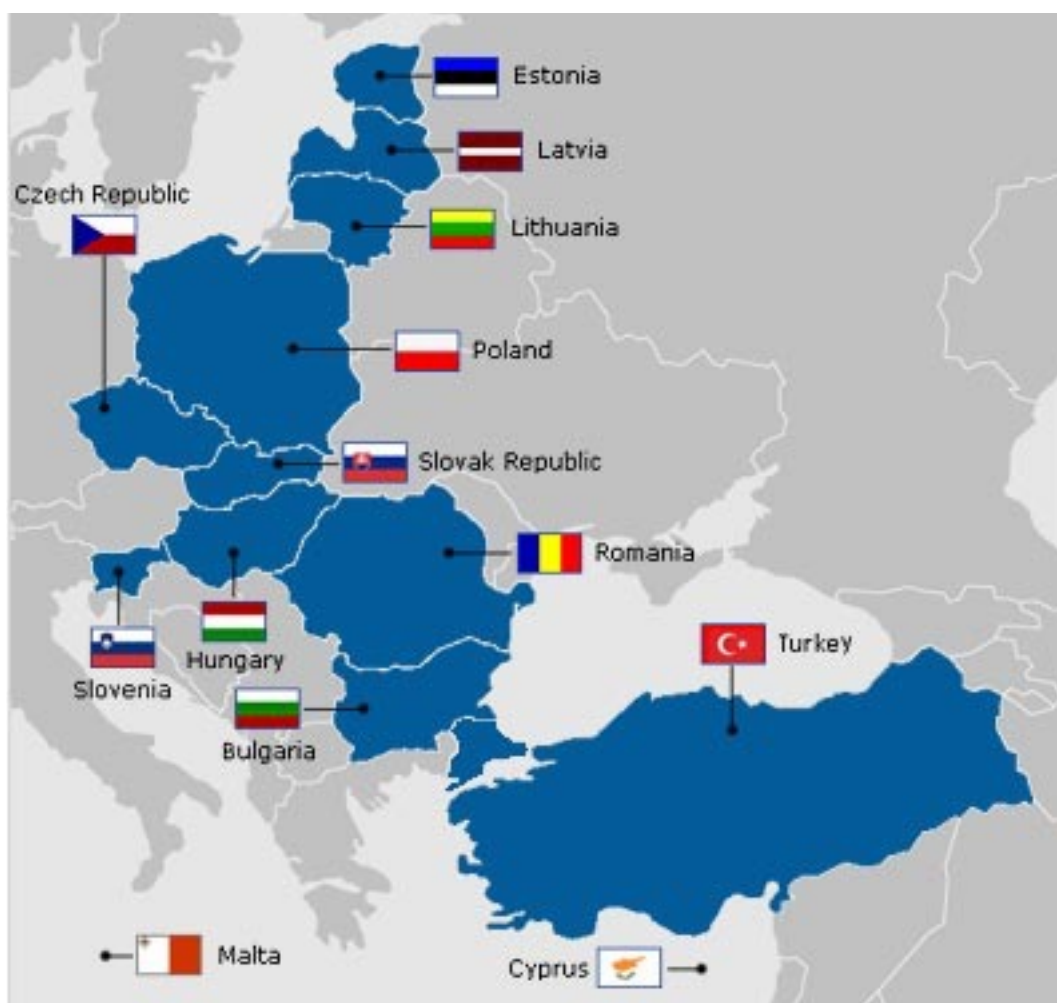 Estonia
Latvia
Czech Republic
Lithuania
Poland
Slovak Republic
Romania
Turkey
Hungary
Slovenia
Bulgaria
Malta
Cyprus